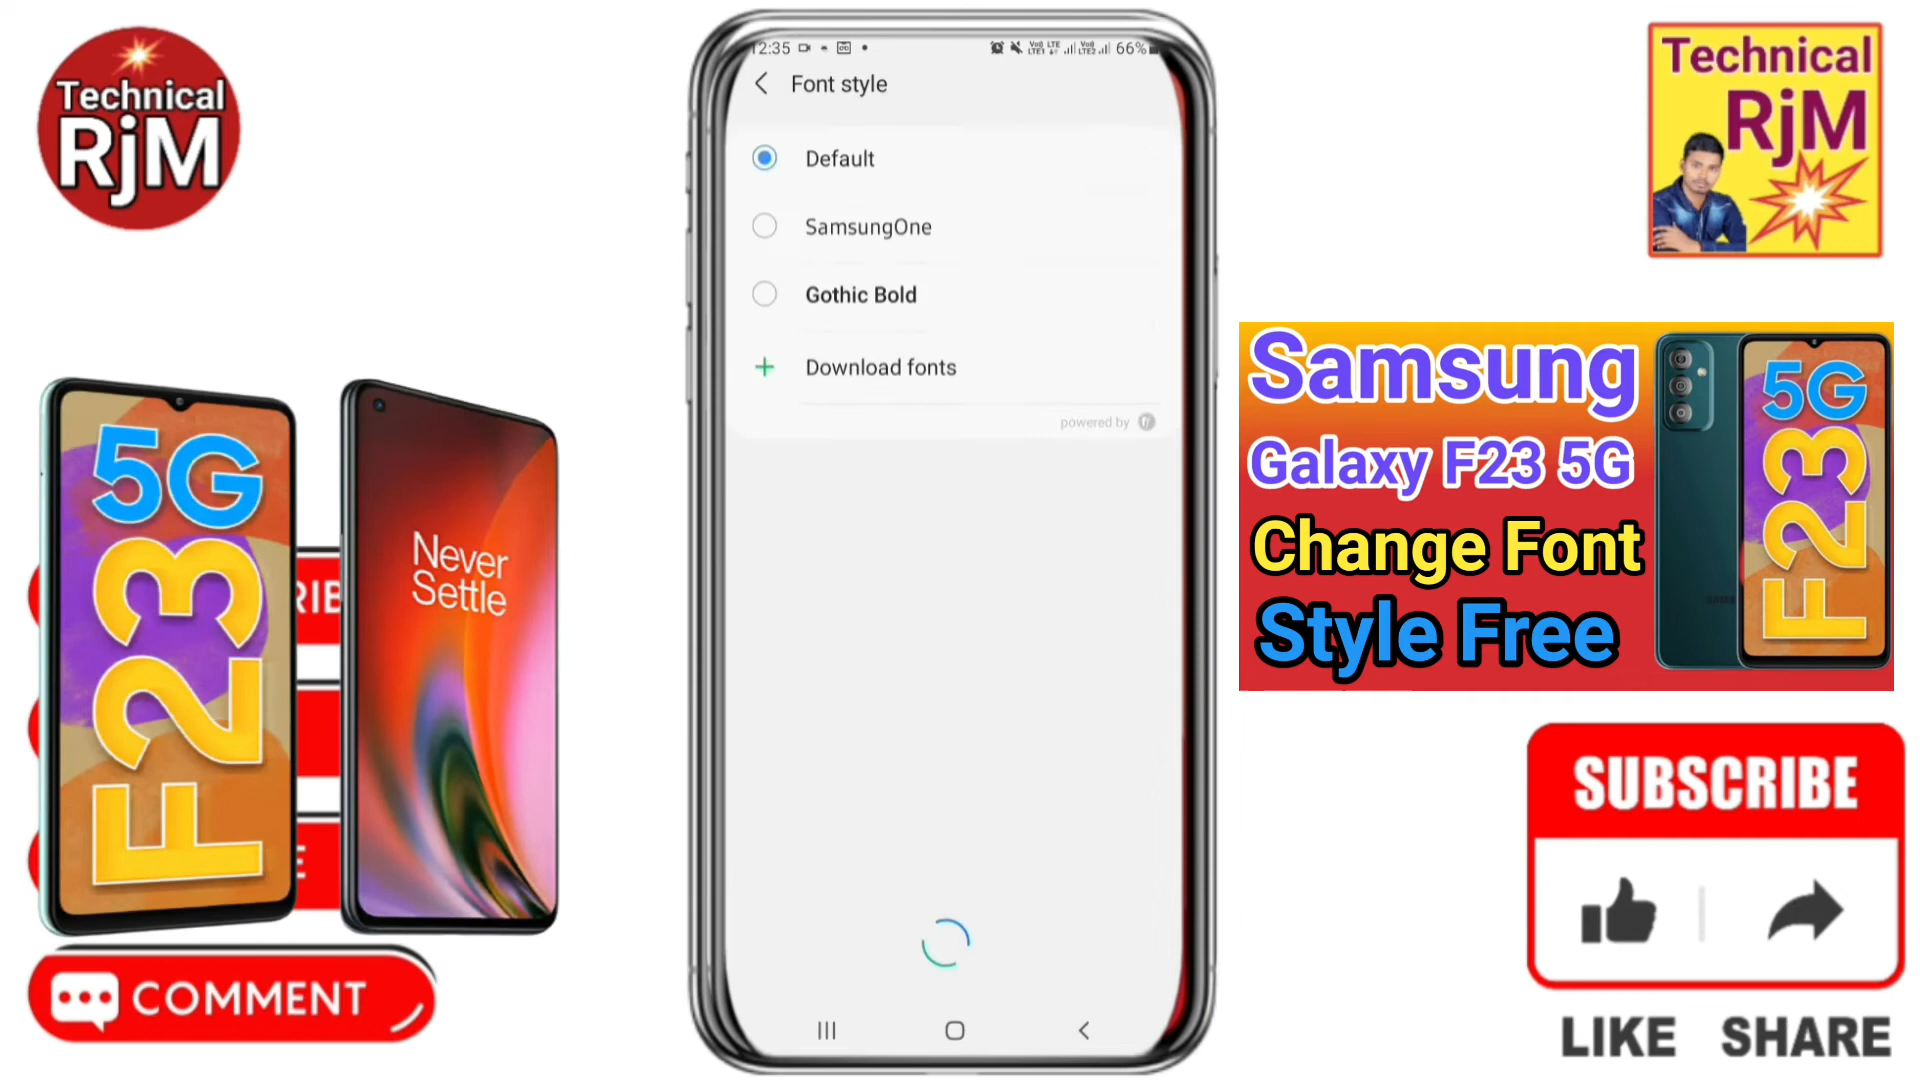 Technical
RjM
12:35
66%
Font style
Default
SamsungOne
Gothic Bold
+ Download fonts
powered by
Technical
RjM
Samsung
Galaxy F23 5G
Change Font
Style Free
5G
F23
5G
F23
Never
Settle
RIB
E
COMMENT
SUBSCRIBE
LIKE SHARE